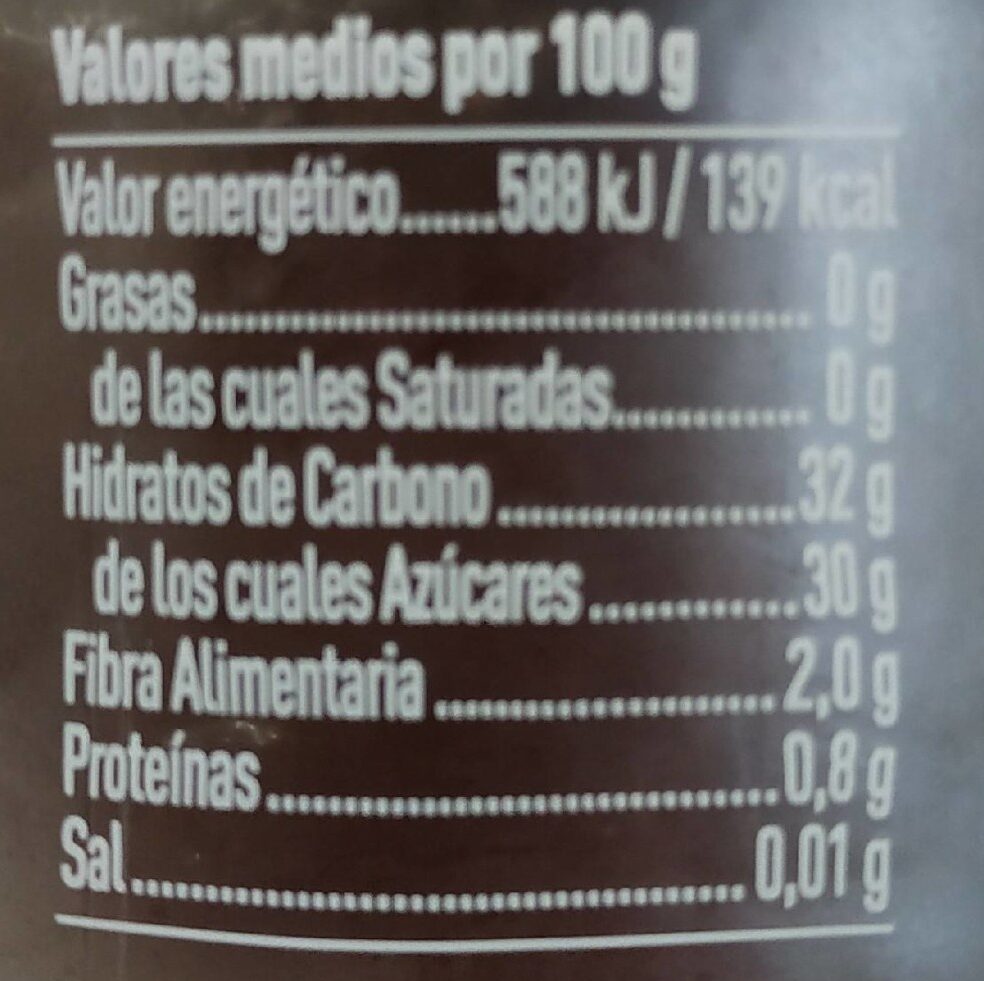 Valores medios por 100 g
Valor energético.......588 kJ / 139 kcal
Grasas........................................ 0 g
de las cuales Saturadas............. 0 g
Hidratos de Carbono ...................32 g
de los cuales Azúcares .............30 g
Fibra Alimentaria ......................2,0 g
Proteínas..................................0,8 g
Sal........................................0,01 g